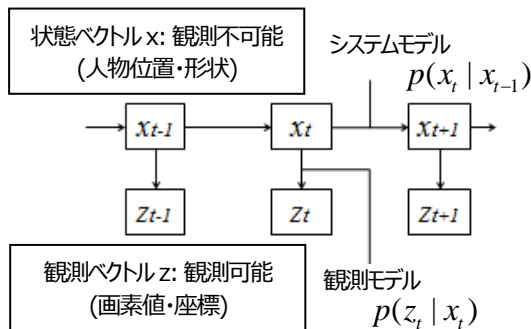 状態ベクトル x: 観測不可能
(人物位置・形状)
システムモデル
p(x_t | x_{t-1})
x_{t-1}
x_t
x_{t+1}
z_{t-1}
z_t
z_{t+1}
観測ベクトル z: 観測可能
(画素値・座標)
観測モデル
p(z_t | x_t)